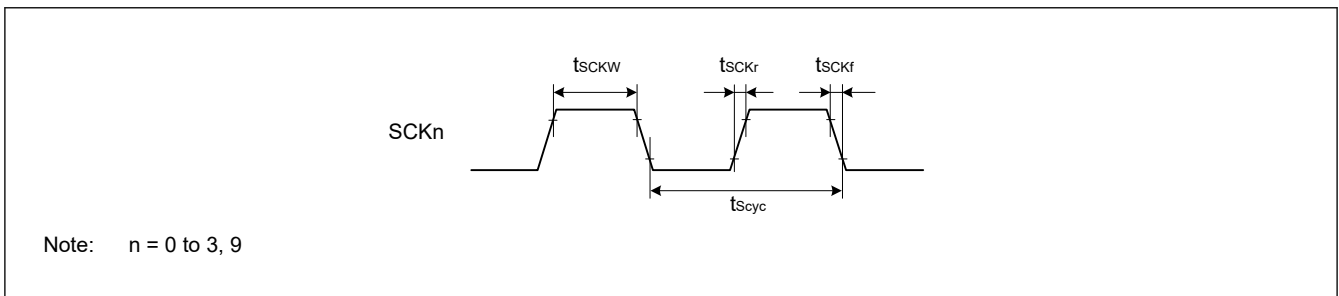 tSCKW tSCKr tSCKf
SCKn
tScyc
Note: n = 0 to 3, 9